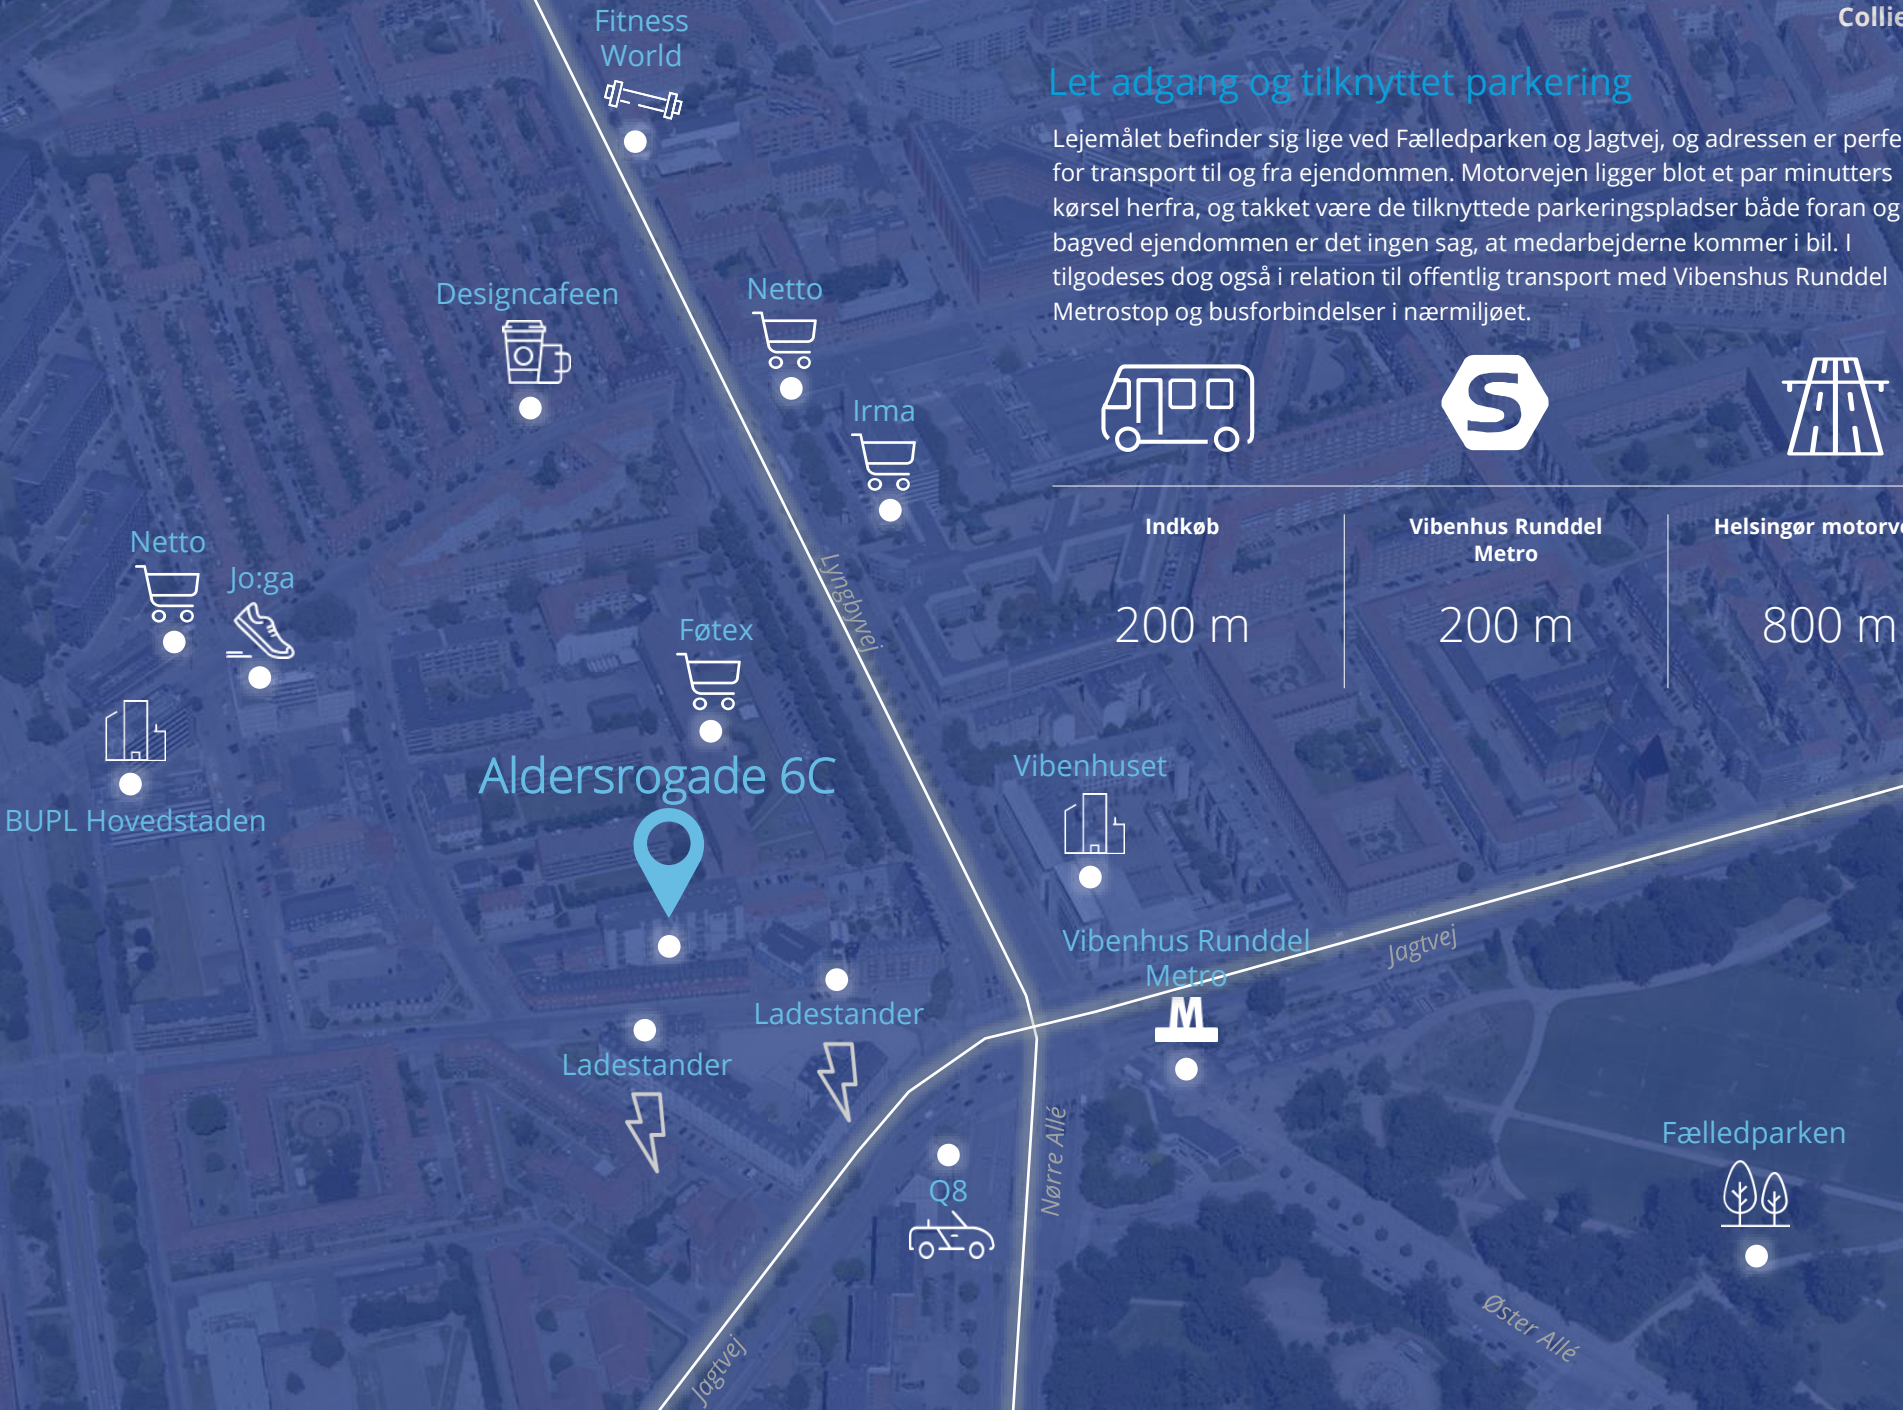 Collie
Let adgang og tilknyttet parkering
Lejemålet befinder sig lige ved Fælledparken og Jagtvej, og adressen er perfe
for transport til og fra ejendommen. Motorvejen ligger blot et par minutters
kørsel herfra, og takket være de tilknyttede parkeringspladser både foran og
bagved ejendommen er det ingen sag, at medarbejderne kommer i bil. I
tilgodeses dog også i relation til offentlig transport med Vibenshus Runddel
Metrostop og busforbindelser i nærmiljøet.
S
Indkøb
200 m
Vibenhus Runddel
Metro
200 m
Helsingør motorv
800 m
Fitness
World
Designcafeen
Netto
Irma
Netto
Jo:ga
Lyngbyvej
Føtex
BUPL Hovedstaden
Aldersrogade 6C
Vibenhuset
Vibenhus Runddel
Metro
M
Jagtvej
Ladestander
Ladestander
Q8
Nørre Allé
Fælledparken
Øster Allé
Jagtvej